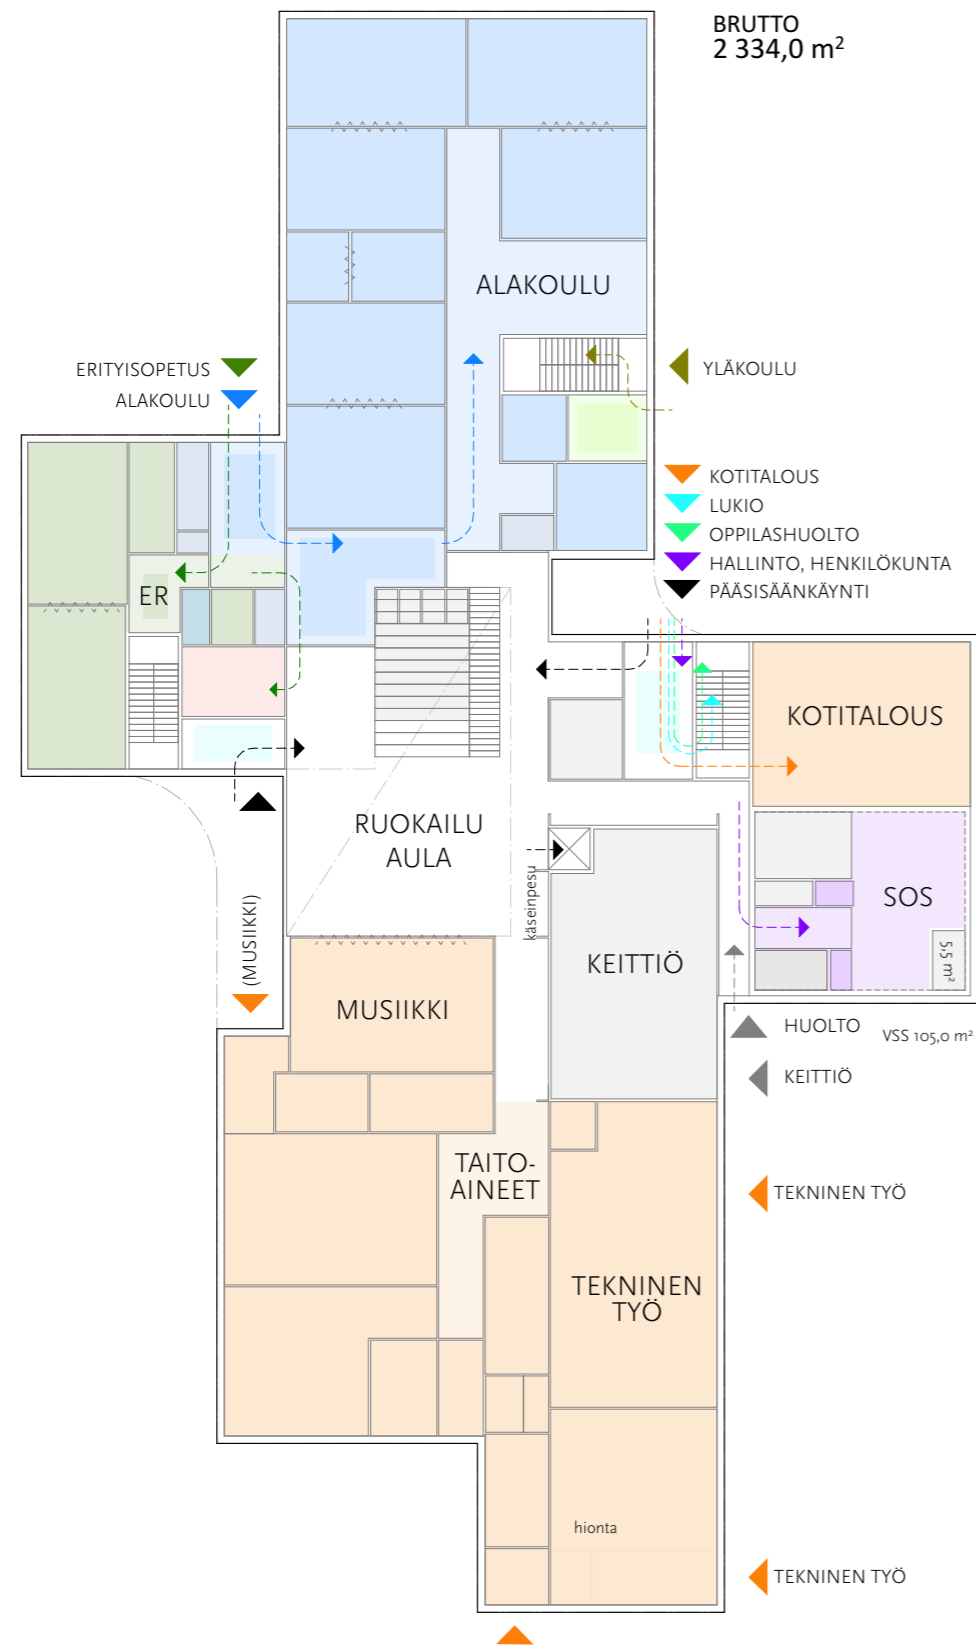 BRUTTO
2 334,0 m²
ALAKOULU
ERITYISOPETUS
ALAKOULU
YLÄKOULU
KOTITALOUS
LUKIO
OPPILASHUOLTO
HALLINTO, HENKILÖKUNTA
PÄÄSISÄÄNKÄYNTI
ER
KOTITALOUS
RUOKAILU
AULA
käseinpesu
(MUSIIKKI)
SOS
5,5 m²
KEITTIÖ
MUSIIKKI
HUOLTO
VSS 105,0 m²
KEITTIÖ
TAITO-
AINEET
TEKNINEN TYÖ
TEKNINEN
TYÖ
hionta
TEKNINEN TYÖ